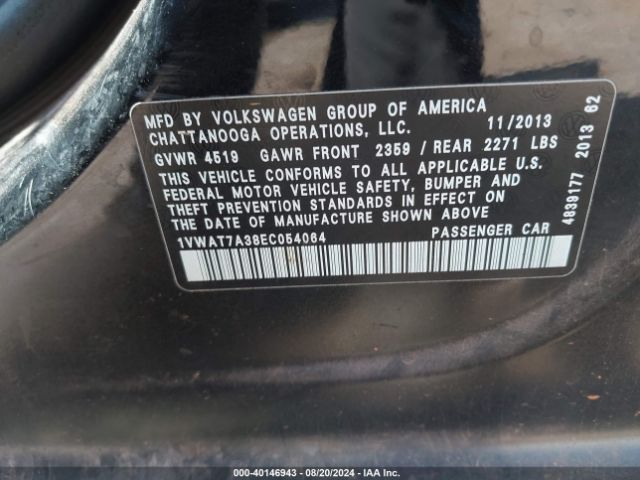 MFD BY VOLKSWAGEN GROUP OF AMERICA
CHATTANOOGA OPERATIONS, LLC. 11/2013
GVWR 4519 GAWR FRONT 2359 / REAR 2271 LBS
THIS VEHICLE CONFORMS TO ALL APPLICABLE U.S.
FEDERAL MOTOR VEHICLE SAFETY, BUMPER AND
THEFT PREVENTION STANDARDS IN EFFECT ON
THE DATE OF MANUFACTURE SHOWN ABOVE
1VWAT7A38EC054064 PASSENGER CAR
4839177 2013 62
000-40146943 - 08/20/2024 - IAA Inc.